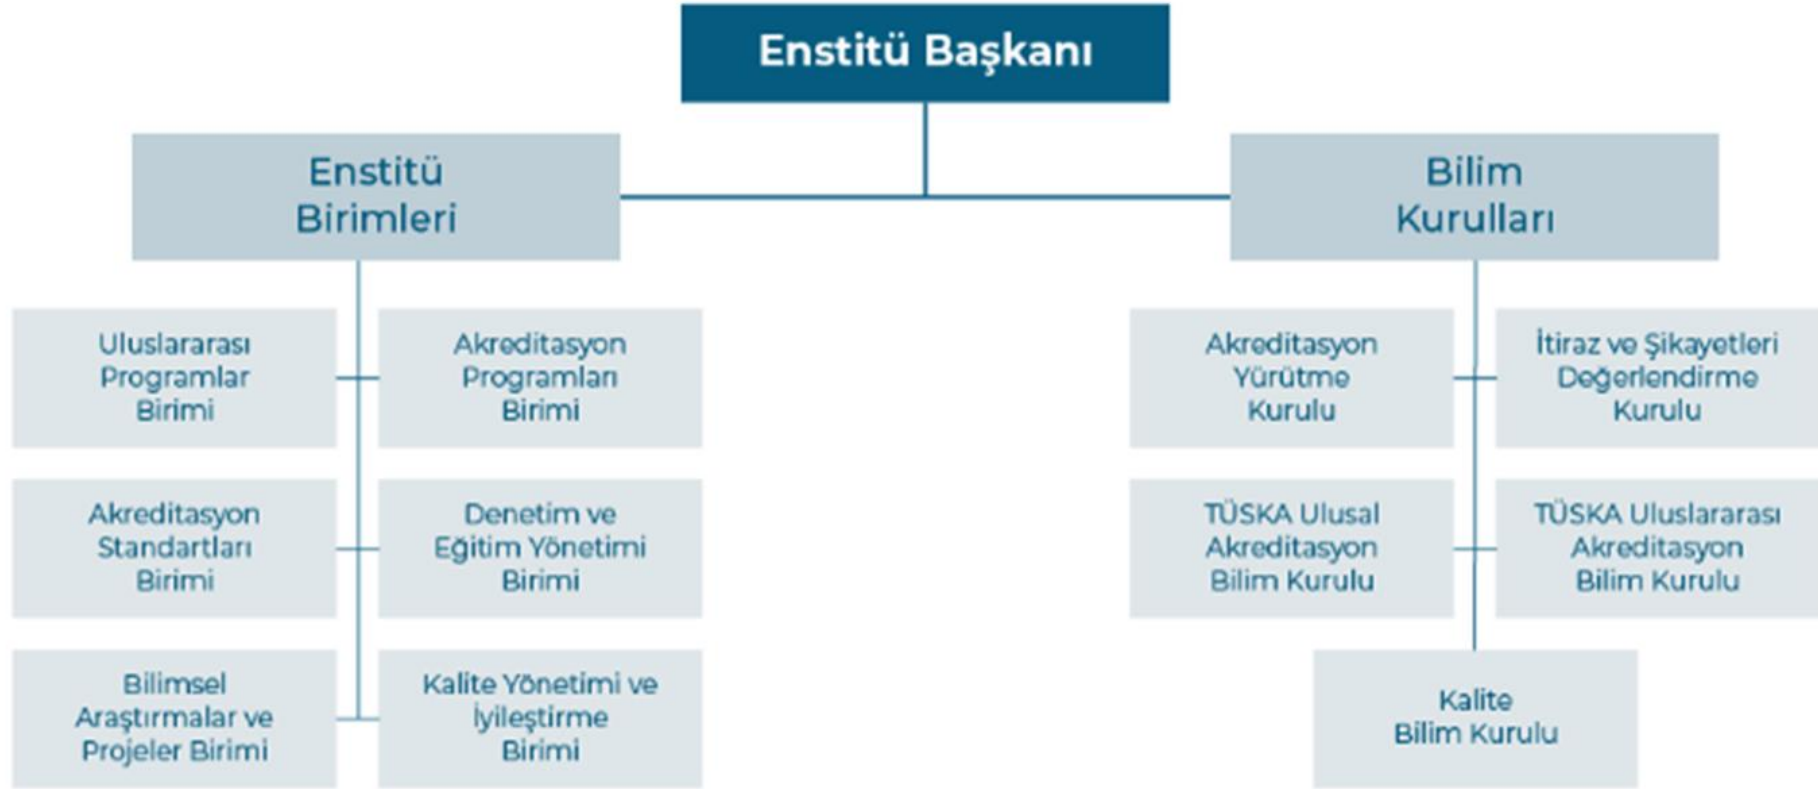 Enstitü Başkanı
Enstitü
Birimleri
Bilim
Kurulları
Uluslararası
Programlar
Birimi
Akreditasyon
Programları
Birimi
Akreditasyon
Standartları
Birimi
Denetim ve
Eğitim Yönetimi
Birimi
Bilimsel
Araştırmalar ve
Projeler Birimi
Kalite Yönetimi ve
İyileştirme
Birimi
Akreditasyon
Yürütme
Kurulu
İtiraz ve Şikayetleri
Değerlendirme
Kurulu
TÜSKA Ulusal
Akreditasyon
Bilim Kurulu
TÜSKA Uluslararası
Akreditasyon
Bilim Kurulu
Kalite
Bilim Kurulu